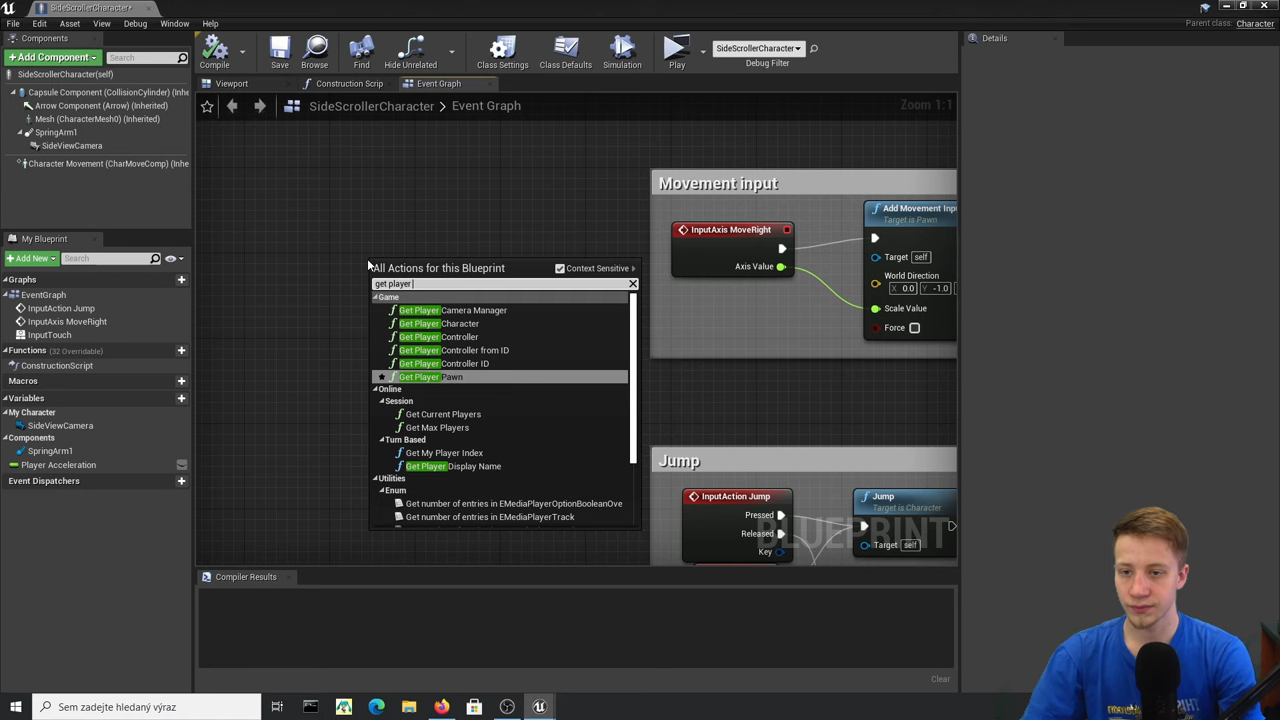 SideScrollerCharacter*
File Edit Asset View Debug Window Help
Parent class: Character
Components
+Add Component
Search
SideScrollerCharacter(self)
Capsule Component (CollisionCylinder) (Inhe
Arrow Component (Arrow) (Inherited)
Mesh (CharacterMesh0) (Inherited)
SpringArm1
SideViewCamera
Character Movement (CharMoveComp) (Inhe
Compile
Save
Browse
Find
Hide Unrelated
Class Settings
Class Defaults
Simulation
Play
SideScrollerCharacter
Debug Filter
Details
Viewport
Construction Scrip
Event Graph
SideScrollerCharacter > Event Graph
Zoom 1:1
My Blueprint
+Add New
Search
Graphs
EventGraph
InputAction Jump
InputAxis MoveRight
InputTouch
Functions (32 Overridable)
ConstructionScript
Macros
Variables
My Character
SideViewCamera
Components
SpringArm1
Player Acceleration
Event Dispatchers
All Actions for this Blueprint
Context Sensitive
get player
Game
Get Player Camera Manager
Get Player Character
Get Player Controller
Get Player Controller from ID
Get Player Controller ID
Get Player Pawn
Online
Session
Get Current Players
Get Max Players
Turn Based
Get My Player Index
Get Player Display Name
Utilities
Enum
Get number of entries in EMediaPlayerOptionBooleanOve
Get number of entries in EMediaPlayerTrack
Movement input
InputAxis MoveRight
Axis Value
Add Movement Inp
Target is Pawn
Target self
World Direction
X 0.0 Y -1.0
Scale Value
Force
Jump
InputAction Jump
Pressed
Released
Key
Jump
Target is Character
Target self
BLUEPRINT
Compiler Results
Clear
Sem zadejte hledaný výraz